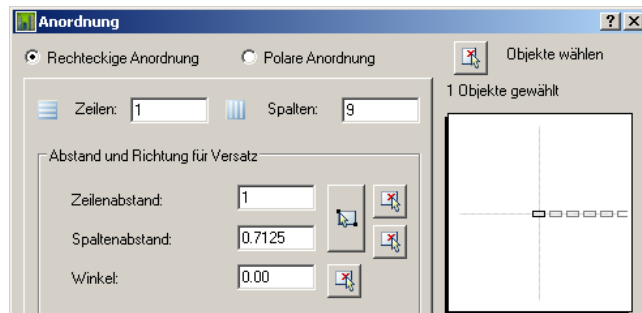 Anordnung
Rechteckige Anordnung Polare Anordnung Objekte wählen
1 Objekte gewählt
Zeilen: 1 Spalten: 9
Abstand und Richtung für Versatz
Zeilenabstand: 1
Spaltenabstand: 0.7125
Winkel: 0.00